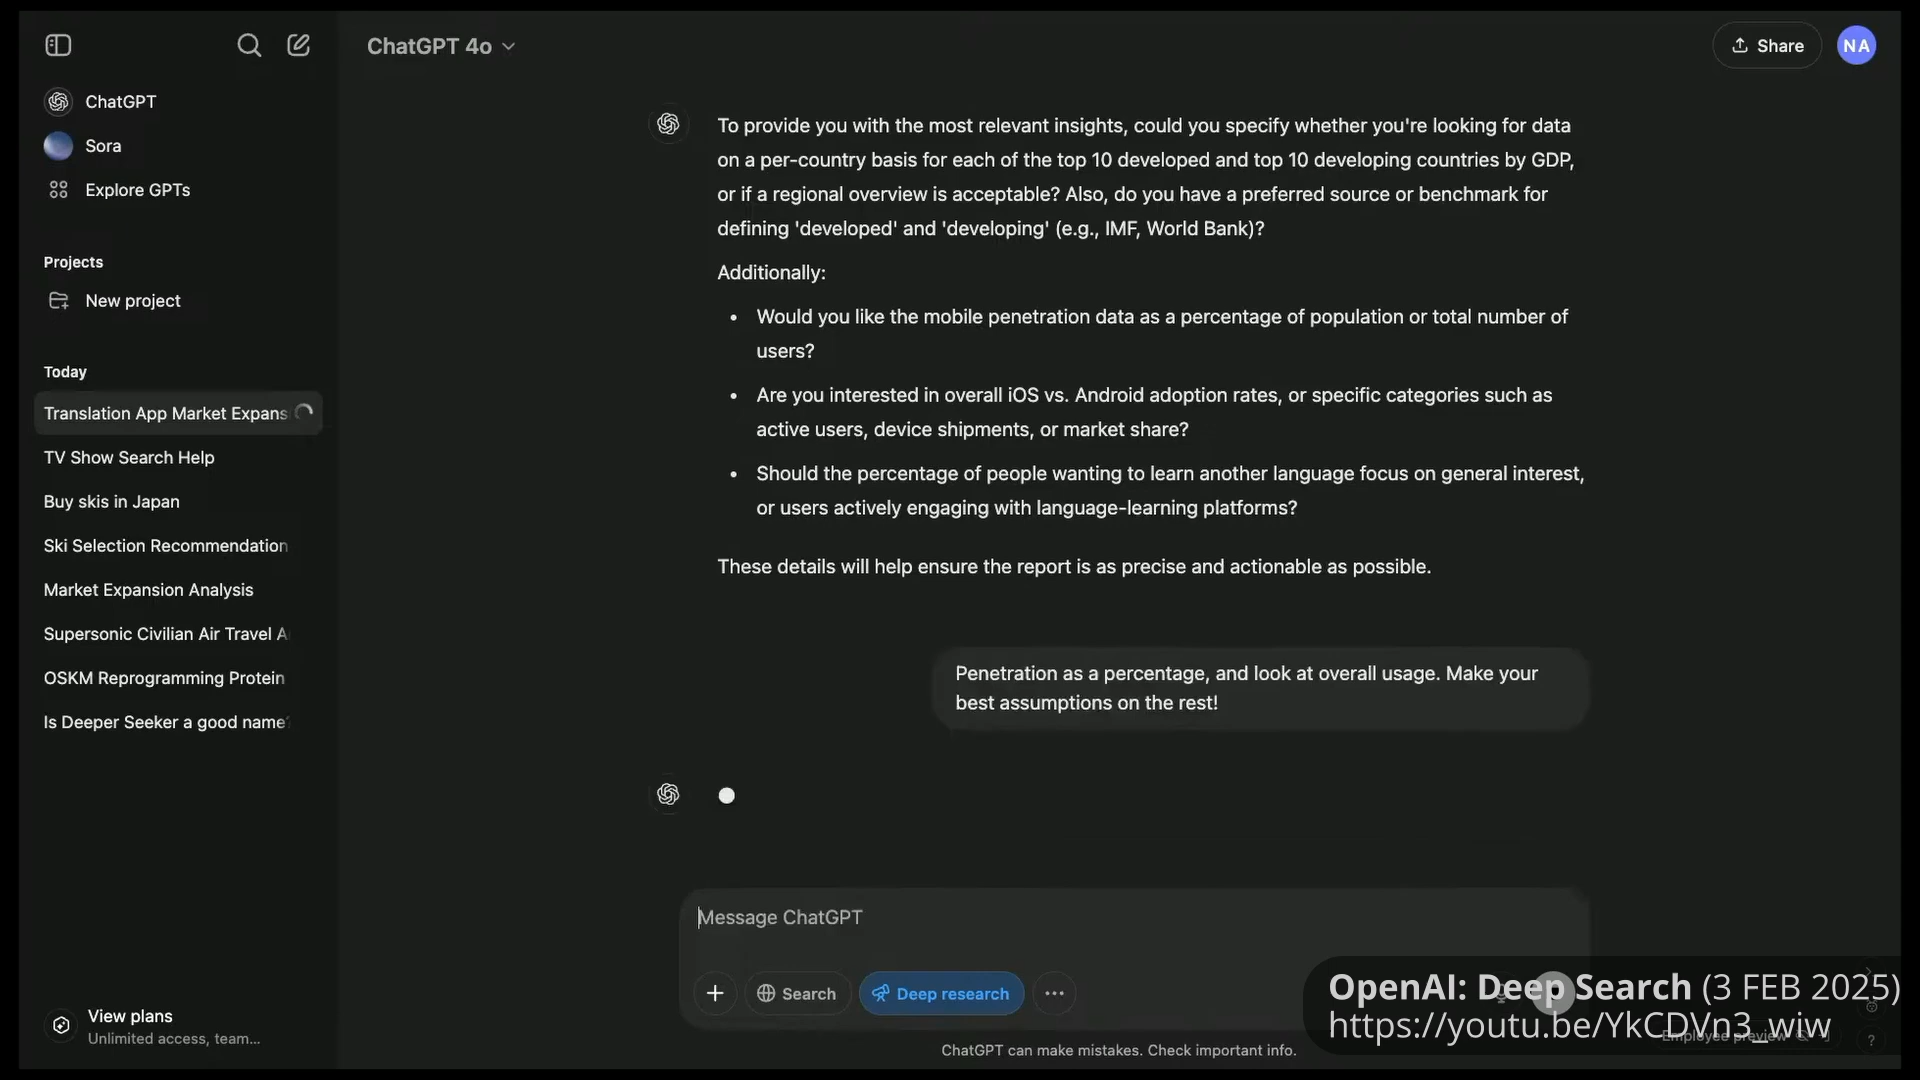 ChatGPT 4o
Share
NA
ChatGPT
Sora
Explore GPTs
Projects
New project
Today
Translation App Market Expans
TV Show Search Help
Buy skis in Japan
Ski Selection Recommendation
Market Expansion Analysis
Supersonic Civilian Air Travel A
OSKM Reprogramming Protein
Is Deeper Seeker a good name?
View plans
Unlimited access, team...
To provide you with the most relevant insights, could you specify whether you're looking for data
on a per-country basis for each of the top 10 developed and top 10 developing countries by GDP,
or if a regional overview is acceptable? Also, do you have a preferred source or benchmark for
defining 'developed' and 'developing' (e.g., IMF, World Bank)?
Additionally:
• Would you like the mobile penetration data as a percentage of population or total number of
users?
• Are you interested in overall iOS vs. Android adoption rates, or specific categories such as
active users, device shipments, or market share?
• Should the percentage of people wanting to learn another language focus on general interest,
or users actively engaging with language-learning platforms?
These details will help ensure the report is as precise and actionable as possible.
Penetration as a percentage, and look at overall usage. Make your
best assumptions on the rest!
Message ChatGPT
Search
Deep research
ChatGPT can make mistakes. Check important info.
OpenAI: Deep Search (3 FEB 2025)
https://youtu.be/YkCDVn3_wiw
Employee preview
?